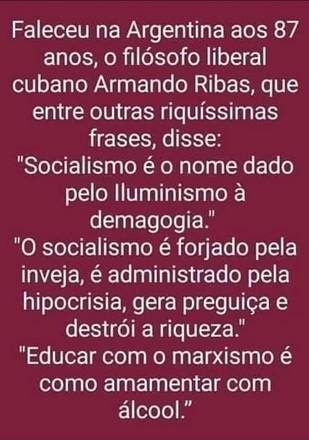 Faleceu na Argentina aos 87
anos, o filósofo liberal
cubano Armando Ribas, que
entre outras riquíssimas
frases, disse:
"Socialismo é o nome dado
pelo Iluminismo à
demagogia."
"O socialismo é forjado pela
inveja, é administrado pela
hipocrisia, gera preguiça e
destrói a riqueza."
"Educar com o marxismo é
como amamentar com
álcool.”